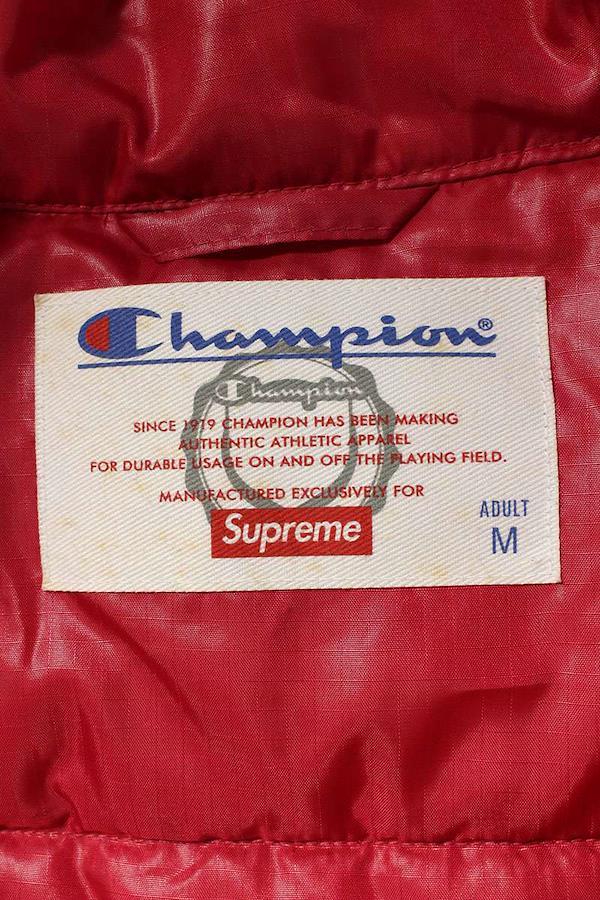 Champion®
Champion
SINCE 1919 CHAMPION HAS BEEN MAKING
AUTHENTIC ATHLETIC APPAREL
FOR DURABLE USAGE ON AND OFF THE PLAYING FIELD.
MANUFACTURED EXCLUSIVELY FOR
Supreme
ADULT
M